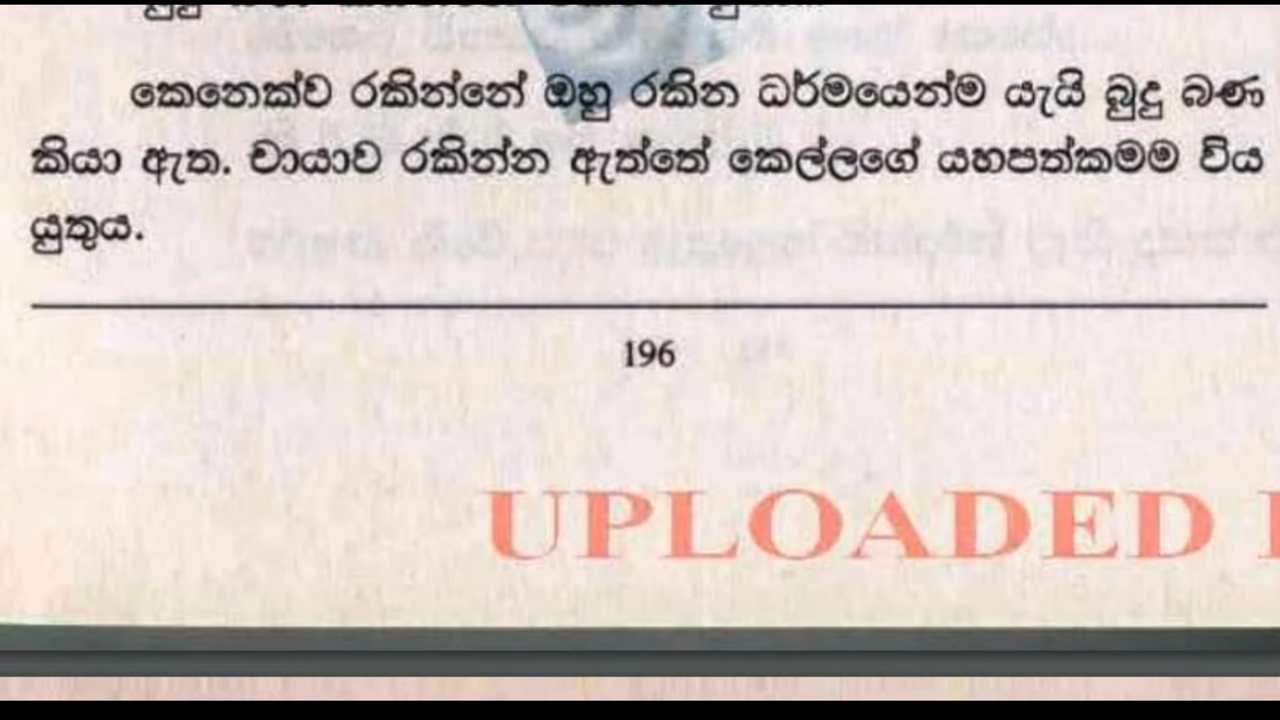 කෙනෙක්ව රකින්නේ ඔහු රකින ධර්මයෙන්ම යැයි බුදු බණ
කියා ඇත. චායාව රකින්න ඇත්තේ කෙල්ලගේ යහපත්කමම විය
යුතුය.
196
UPLOADED